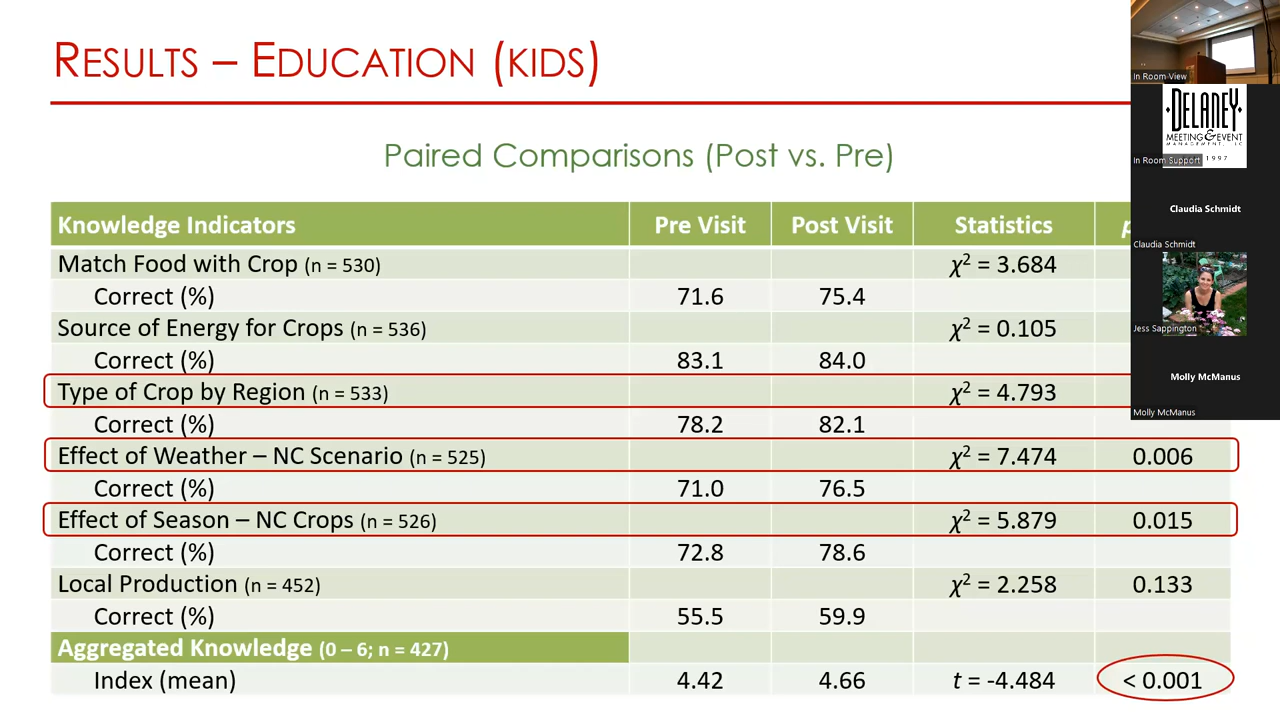 RESULTS – EDUCATION (KIDS)
Paired Comparisons (Post vs. Pre)
Knowledge Indicators Pre Visit Post Visit Statistics p
Match Food with Crop (n = 530) χ² = 3.684
Correct (%) 71.6 75.4
Source of Energy for Crops (n = 536) χ² = 0.105
Correct (%) 83.1 84.0
Type of Crop by Region (n = 533) χ² = 4.793
Correct (%) 78.2 82.1
Effect of Weather – NC Scenario (n = 525) χ² = 7.474 0.006
Correct (%) 71.0 76.5
Effect of Season – NC Crops (n = 526) χ² = 5.879 0.015
Correct (%) 72.8 78.6
Local Production (n = 452) χ² = 2.258 0.133
Correct (%) 55.5 59.9
Aggregated Knowledge (0 – 6; n = 427)
Index (mean) 4.42 4.66 t = -4.484 < 0.001
In Room View
DELANEY
MEETING & EVENT
MANAGEMENT, LLC
1997
In Room Support
Claudia Schmidt
Claudia Schmidt
Jess Sappington
Molly McManus
Molly McManus